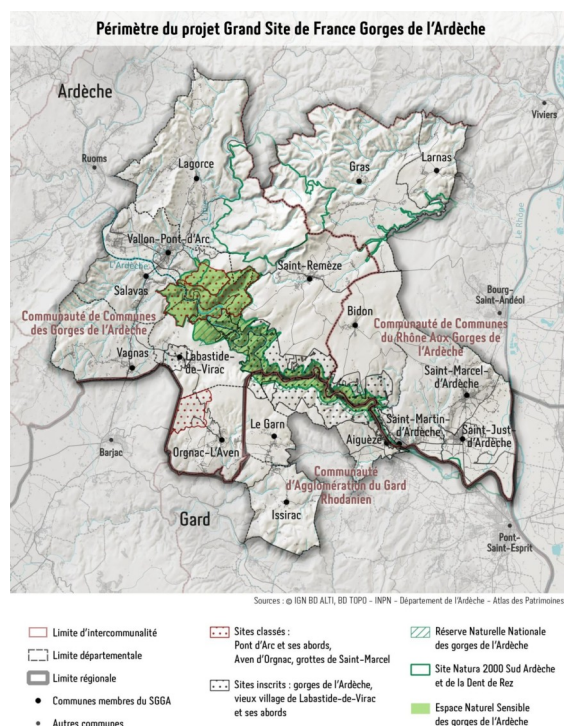 Périmètre du projet Grand Site de France Gorges de l'Ardèche
Ardèche
Viviers
Ruoms
Lagorce
Gras
Larnas
Le Rhône
Vallon-Pont-d'Arc
L'Ardèche
Saint-Remèze
Salavas
Bourg-
Saint-Andéol
Bidon
Communauté de Communes
des Gorges de l'Ardèche
Communauté de Communes
du Rhône Aux Gorges de
l'Ardèche
Vagnas
Labastide-
de-Virac
Saint-Marcel-
d'Ardèche
Barjac
Orgnac-L'Aven
Le Garn
Aiguèze
Saint-Martin
d'Ardèche
Saint-Just-
d'Ardèche
Communauté
d'Agglomération du Gard
Rhodanien
Issirac
Gard
Pont-
Saint-Esprit
Sources : © IGN BD ALTI, BD TOPO - INPN - Département de l'Ardèche - Atlas des Patrimoines
Limite d'intercommunalité
Limite départementale
Limite régionale
Communes membres du SGGA
Autres communes
Sites classés :
Pont d'Arc et ses abords,
Aven d'Orgnac, grottes de Saint-Marcel
Sites inscrits : gorges de l'Ardèche,
vieux village de Labastide-de-Virac
et ses abords
Réserve Naturelle Nationale
des gorges de l'Ardèche
Site Natura 2000 Sud Ardèche
et de la Dent de Rez
Espace Naturel Sensible
des gorges de l'Ardèche